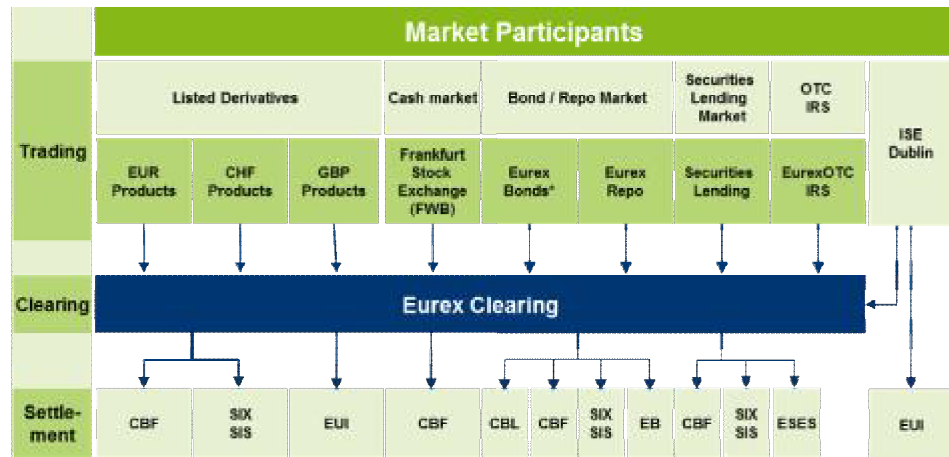 Market Participants
Trading
Listed Derivatives
Cash market
Bond / Repo Market
Securities
Lending
Market
OTC
IRS
ISE
Dublin
EUR
Products
CHF
Products
GBP
Products
Frankfurt
Stock
Exchange
(FWB)
Eurex
Bonds*
Eurex
Repo
Securities
Lending
EurexOTC
IRS
Clearing
Eurex Clearing
Settle-
ment
CBF
SIX
SIS
EUI
CBF
CBL
CBF
SIX
SIS
EB
CBF
SIX
SIS
ESES
EUI